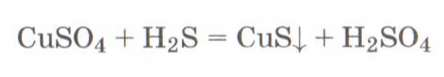 CuSO₄ + H₂S = CuS↓ + H₂SO₄